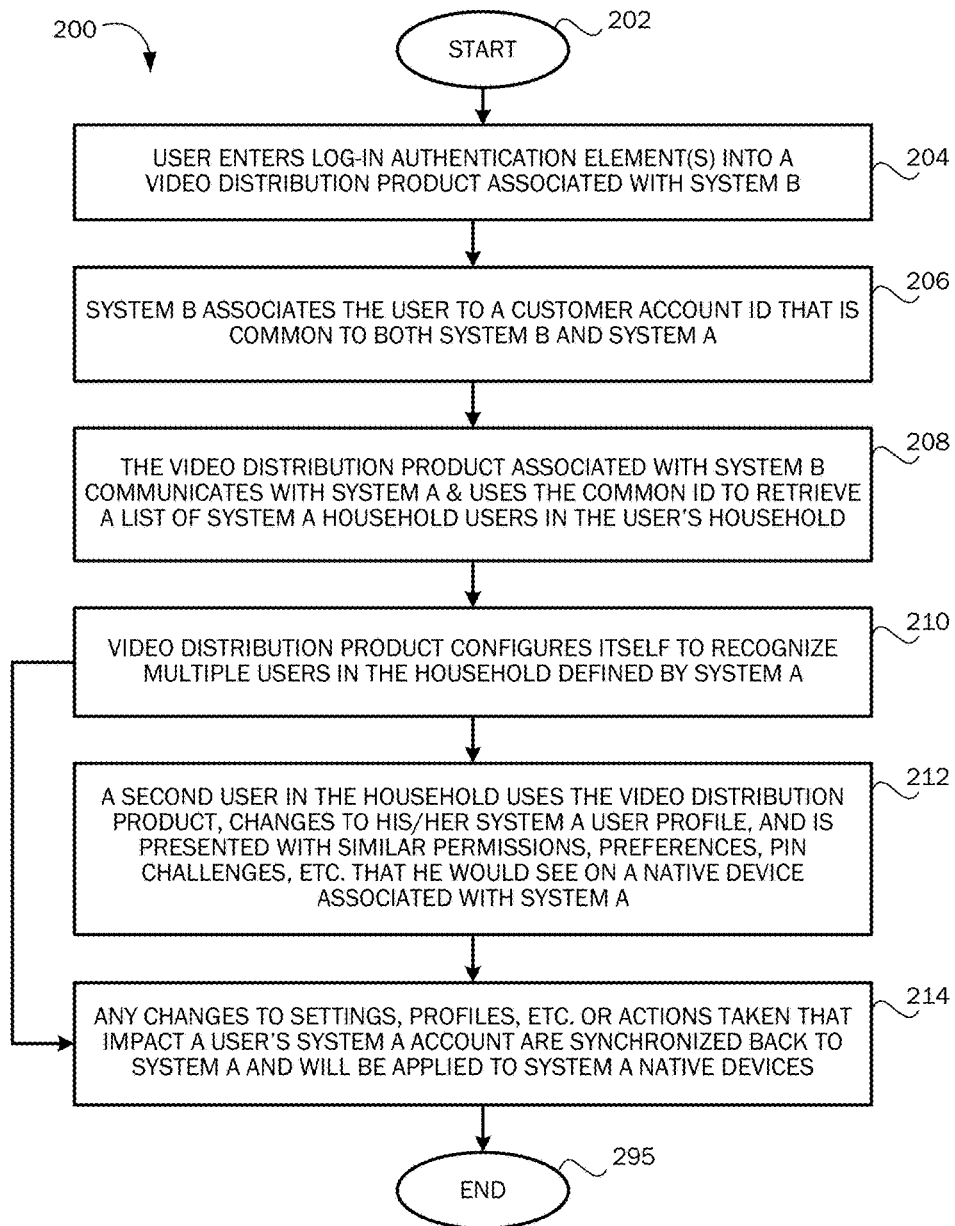 200
START
202
USER ENTERS LOG-IN AUTHENTICATION ELEMENT(S) INTO A
VIDEO DISTRIBUTION PRODUCT ASSOCIATED WITH SYSTEM B
204
SYSTEM B ASSOCIATES THE USER TO A CUSTOMER ACCOUNT ID THAT IS
COMMON TO BOTH SYSTEM B AND SYSTEM A
206
THE VIDEO DISTRIBUTION PRODUCT ASSOCIATED WITH SYSTEM B
COMMUNICATES WITH SYSTEM A & USES THE COMMON ID TO RETRIEVE
A LIST OF SYSTEM A HOUSEHOLD USERS IN THE USER'S HOUSEHOLD
208
VIDEO DISTRIBUTION PRODUCT CONFIGURES ITSELF TO RECOGNIZE
MULTIPLE USERS IN THE HOUSEHOLD DEFINED BY SYSTEM A
210
A SECOND USER IN THE HOUSEHOLD USES THE VIDEO DISTRIBUTION
PRODUCT, CHANGES TO HIS/HER SYSTEM A USER PROFILE, AND IS
PRESENTED WITH SIMILAR PERMISSIONS, PREFERENCES, PIN
CHALLENGES, ETC. THAT HE WOULD SEE ON A NATIVE DEVICE
ASSOCIATED WITH SYSTEM A
212
ANY CHANGES TO SETTINGS, PROFILES, ETC. OR ACTIONS TAKEN THAT
IMPACT A USER'S SYSTEM A ACCOUNT ARE SYNCHRONIZED BACK TO
SYSTEM A AND WILL BE APPLIED TO SYSTEM A NATIVE DEVICES
214
END
295